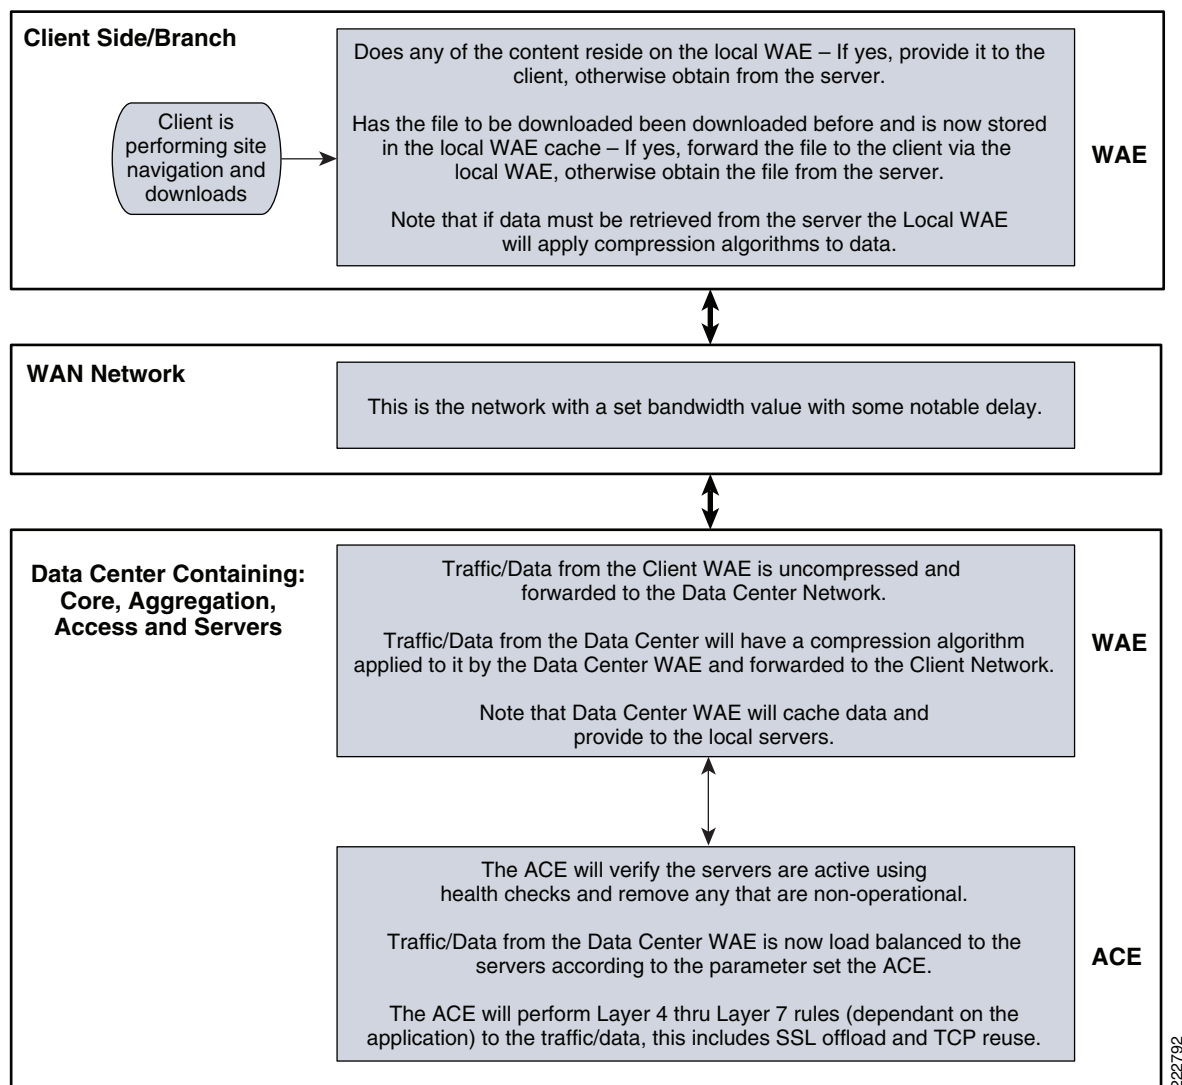 Client Side/Branch
Client is
performing site
navigation and
downloads
Does any of the content reside on the local WAE – If yes, provide it to the
client, otherwise obtain from the server.
Has the file to be downloaded been downloaded before and is now stored
in the local WAE cache – If yes, forward the file to the client via the
local WAE, otherwise obtain the file from the server.
Note that if data must be retrieved from the server the Local WAE
will apply compression algorithms to data.
WAE
WAN Network
This is the network with a set bandwidth value with some notable delay.
Data Center Containing:
Core, Aggregation,
Access and Servers
Traffic/Data from the Client WAE is uncompressed and
forwarded to the Data Center Network.
Traffic/Data from the Data Center will have a compression algorithm
applied to it by the Data Center WAE and forwarded to the Client Network.
Note that Data Center WAE will cache data and
provide to the local servers.
WAE
The ACE will verify the servers are active using
health checks and remove any that are non-operational.
Traffic/Data from the Data Center WAE is now load balanced to the
servers according to the parameter set the ACE.
The ACE will perform Layer 4 thru Layer 7 rules (dependant on the
application) to the traffic/data, this includes SSL offload and TCP reuse.
ACE
222792